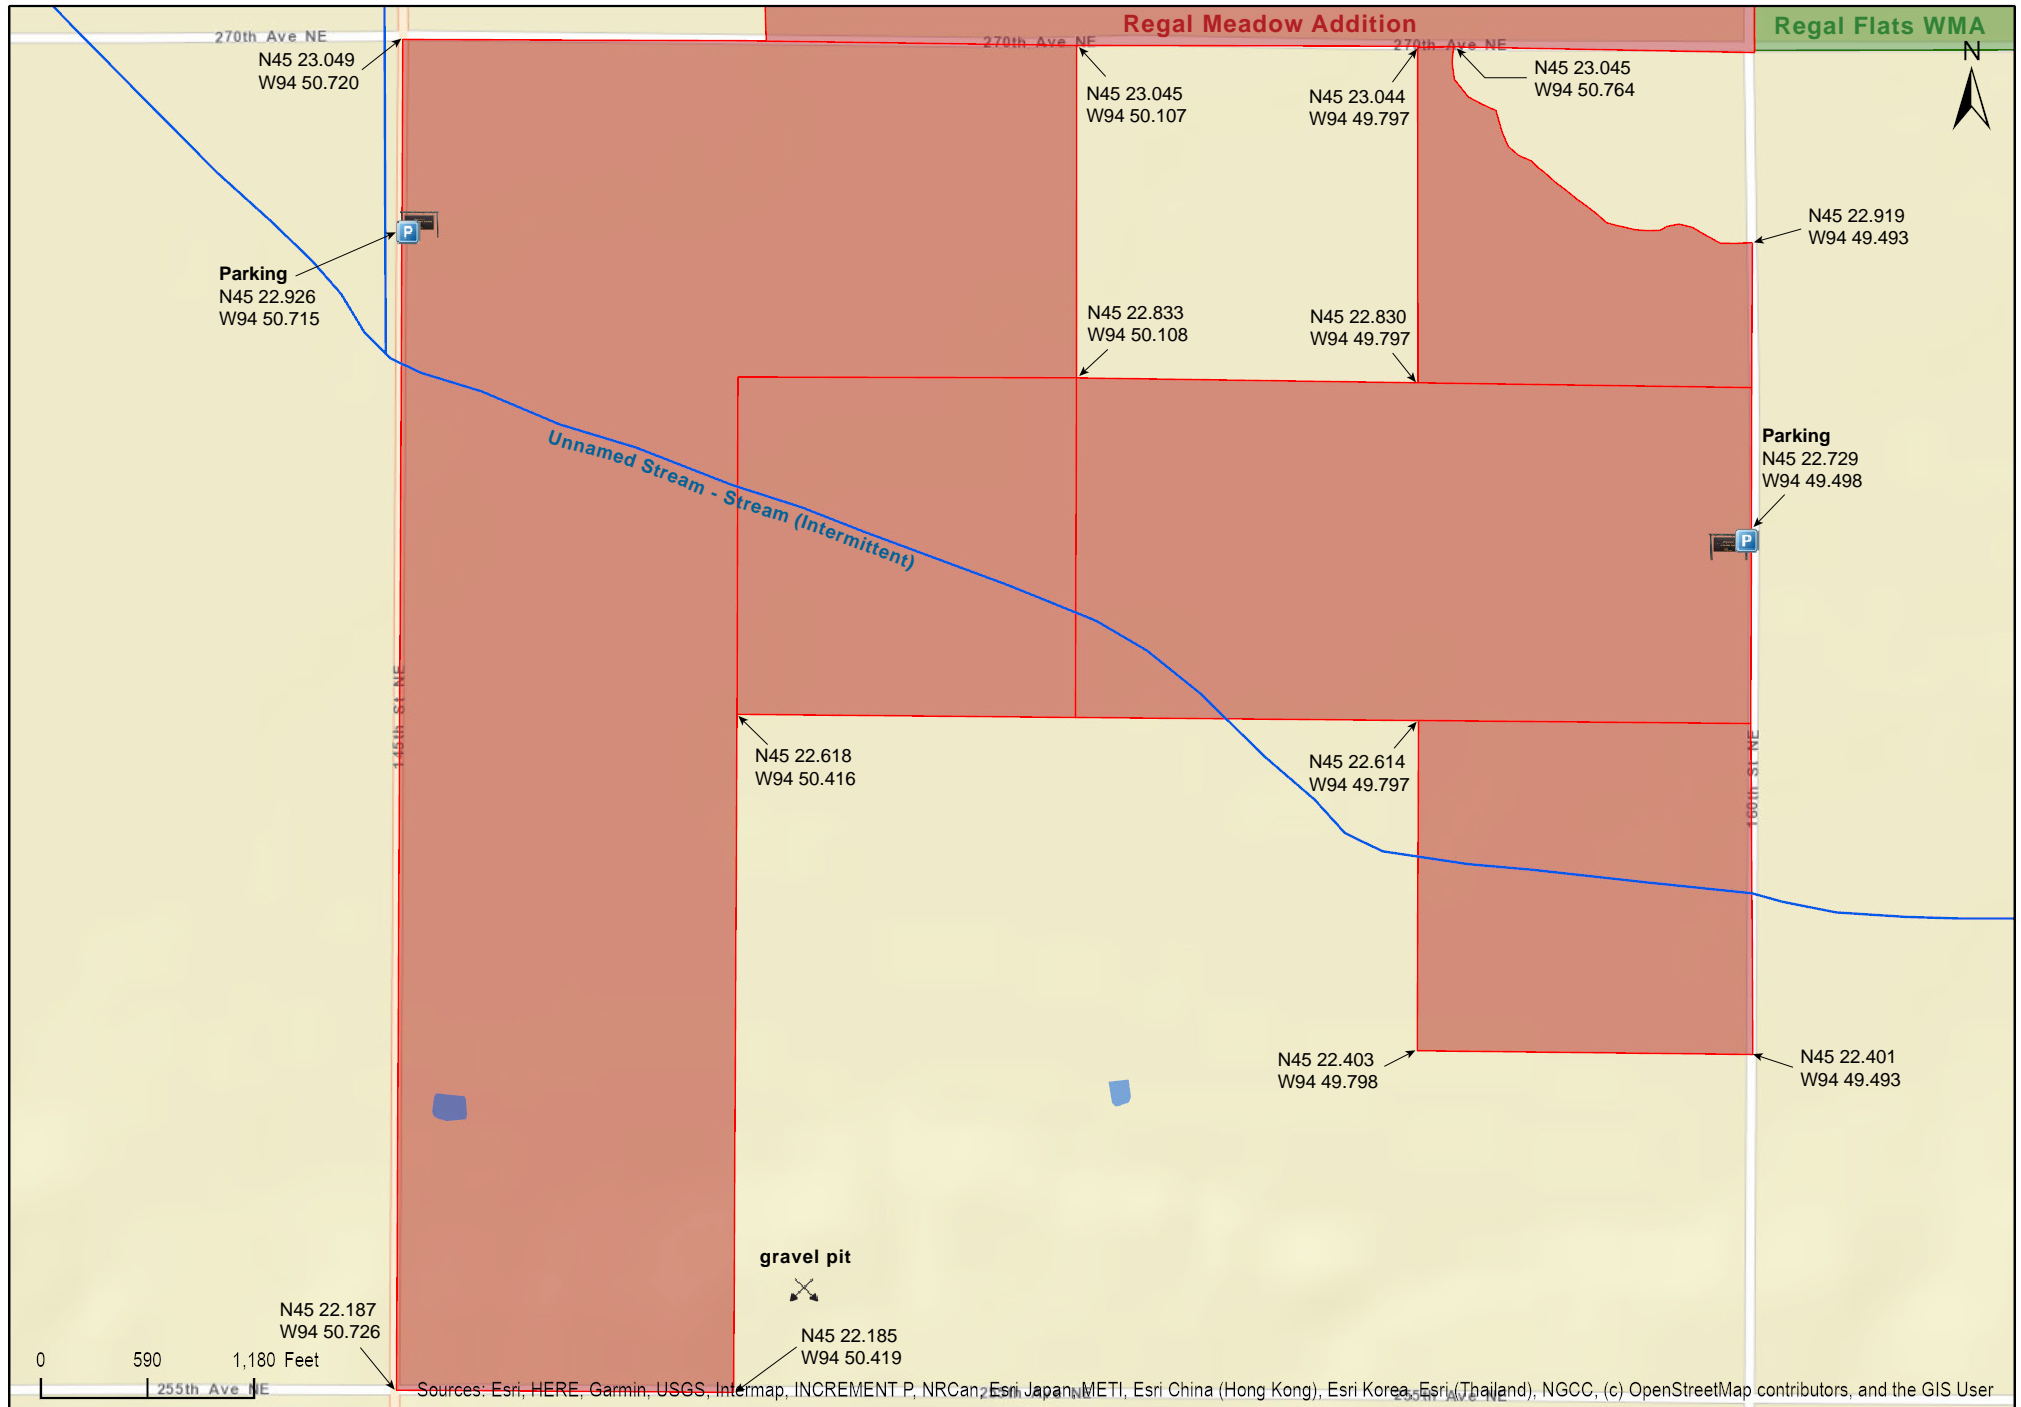 Regal Meadow Addition
Regal Flats WMA
270th Ave NE
270th Ave NE
270th Ave NE
N
N45 23.049
W94 50.720
N45 23.045
W94 50.107
N45 23.044
W94 49.797
N45 23.045
W94 50.764
N45 22.919
W94 49.493
Parking
N45 22.926
W94 50.715
N45 22.833
W94 50.108
N45 22.830
W94 49.797
Unnamed Stream - Stream (Intermittent)
Parking
N45 22.729
W94 49.498
145th St NE
160th St NE
N45 22.618
W94 50.416
N45 22.614
W94 49.797
N45 22.403
W94 49.798
N45 22.401
W94 49.493
gravel pit
N45 22.187
W94 50.726
N45 22.185
W94 50.419
0 590 1,180 Feet
255th Ave NE
255th Ave NE
255th Ave NE
Sources: Esri, HERE, Garmin, USGS, Intermap, INCREMENT P, NRCan, Esri Japan, METI, Esri China (Hong Kong), Esri Korea, Esri (Thailand), NGCC, (c) OpenStreetMap contributors, and the GIS User
P
P